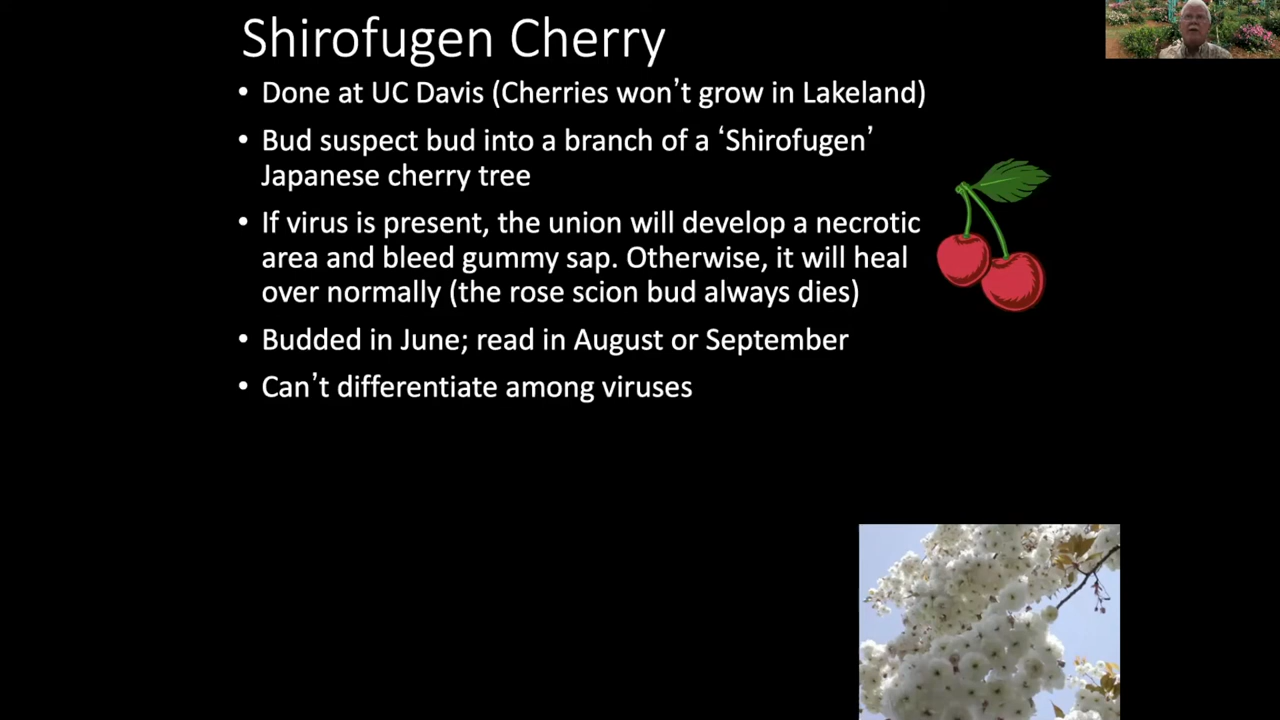 Shirofugen Cherry
• Done at UC Davis (Cherries won’t grow in Lakeland)
• Bud suspect bud into a branch of a ‘Shirofugen’
Japanese cherry tree
• If virus is present, the union will develop a necrotic
area and bleed gummy sap. Otherwise, it will heal
over normally (the rose scion bud always dies)
• Budded in June; read in August or September
• Can’t differentiate among viruses